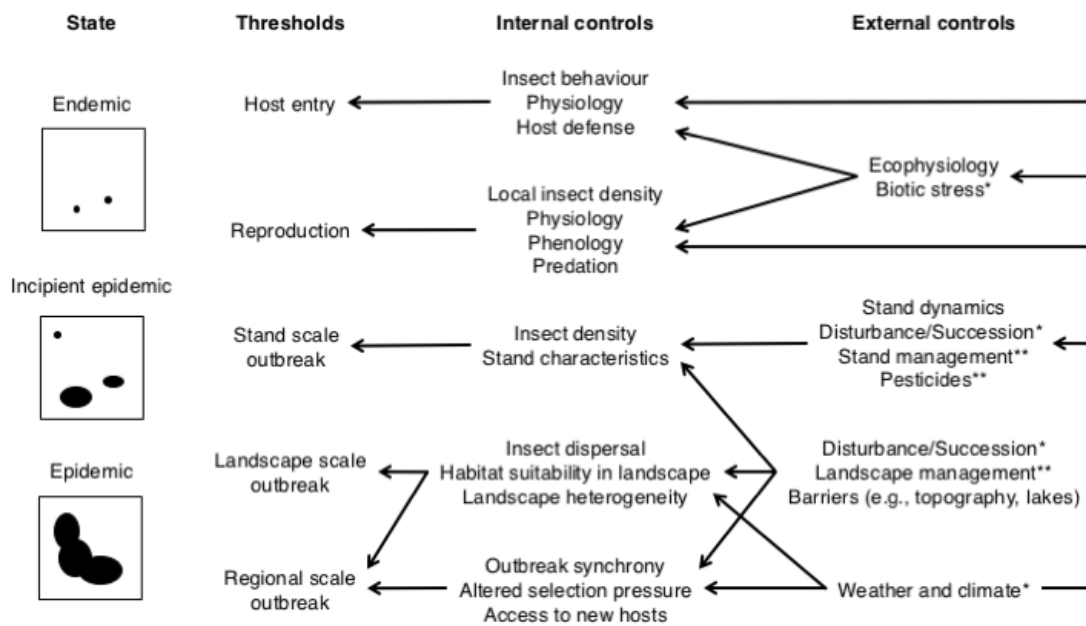 State
Thresholds
Internal controls
External controls
Endemic
Host entry
Insect behaviour
Physiology
Host defense
Ecophysiology
Biotic stress*
Reproduction
Local insect density
Physiology
Phenology
Predation
Incipient epidemic
Stand scale
outbreak
Insect density
Stand characteristics
Stand dynamics
Disturbance/Succession*
Stand management**
Pesticides**
Epidemic
Landscape scale
outbreak
Insect dispersal
Habitat suitability in landscape
Landscape heterogeneity
Disturbance/Succession*
Landscape management**
Barriers (e.g., topography, lakes)
Regional scale
outbreak
Outbreak synchrony
Altered selection pressure
Access to new hosts
Weather and climate*